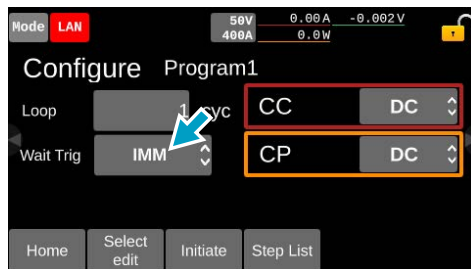 Mode LAN 50V 0.00A -0.002V
400A 0.0W
Configure Program1
Loop 1 cyc CC DC
Wait Trig IMM CP DC
Home Select edit Initiate Step List